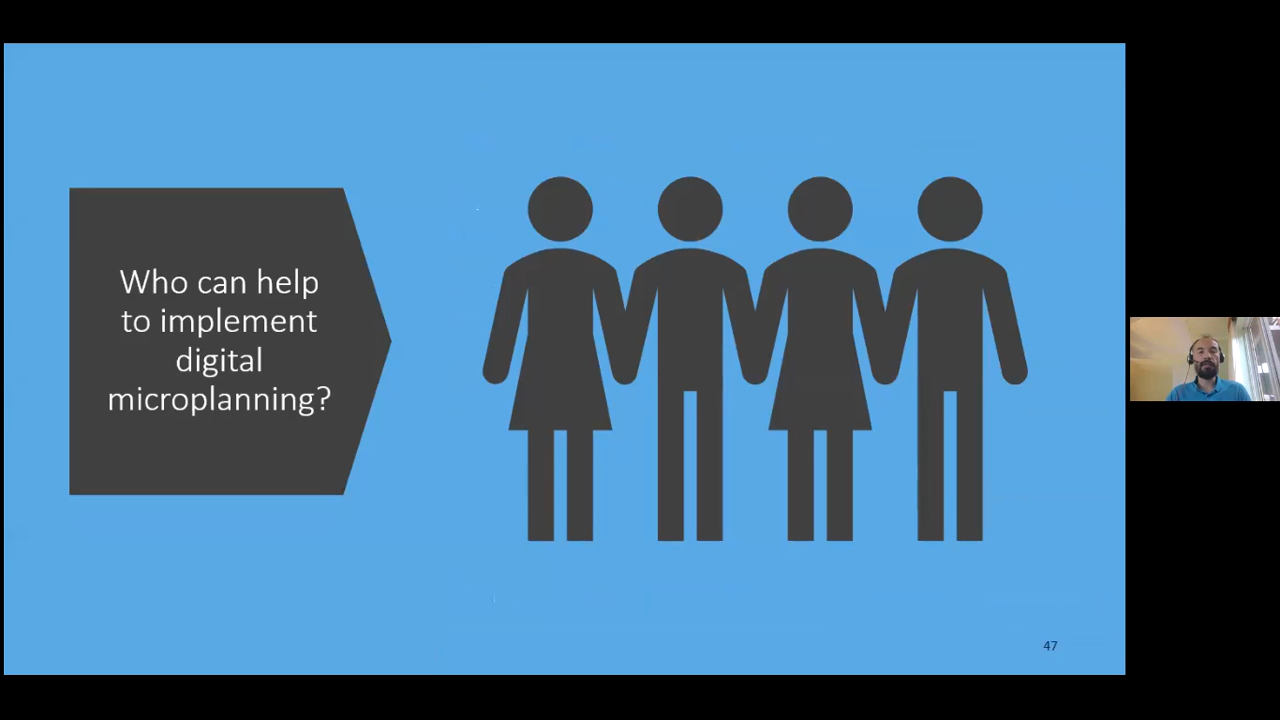 Who can help
to implement
digital
microplanning?
47